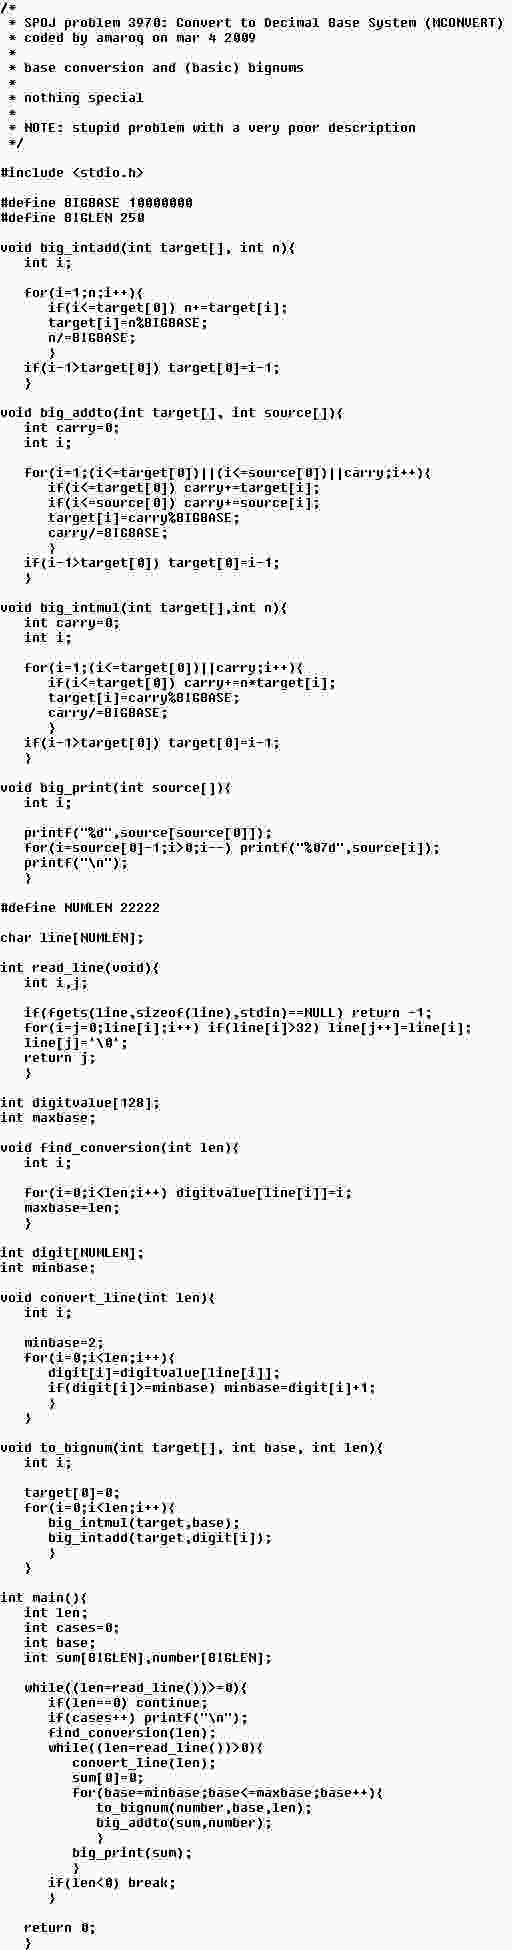 /*
 * SPOJ problem 3970: Convert to Decimal Base System (MCONVERT)
 * coded by amaroq on mar 4 2009
 *
 * base conversion and (basic) bignums
 *
 * nothing special
 *
 * NOTE: stupid problem with a very poor description
 */

#include <stdio.h>

#define BIGBASE 10000000
#define BIGLEN 250

void big_intadd(int target[], int n){
   int i;

   for(i=1;n;i++){
      if(i<=target[0]) n+=target[i];
      target[i]=n%BIGBASE;
      n/=BIGBASE;
      }
   if(i-1>target[0]) target[0]=i-1;
   }

void big_addto(int target[], int source[]){
   int carry=0;
   int i;

   for(i=1;(i<=target[0])||(i<=source[0])||carry;i++){
      if(i<=target[0]) carry+=target[i];
      if(i<=source[0]) carry+=source[i];
      target[i]=carry%BIGBASE;
      carry/=BIGBASE;
      }
   if(i-1>target[0]) target[0]=i-1;
   }

void big_intmul(int target[],int n){
   int carry=0;
   int i;

   for(i=1;(i<=target[0])||carry;i++){
      if(i<=target[0]) carry+=n*target[i];
      target[i]=carry%BIGBASE;
      carry/=BIGBASE;
      }
   if(i-1>target[0]) target[0]=i-1;
   }

void big_print(int source[]){
   int i;

   printf("%d",source[source[0]]);
   for(i=source[0]-1;i>0;i--) printf("%07d",source[i]);
   printf("\n");
   }

#define NUMLEN 22222

char line[NUMLEN];

int read_line(void){
   int i,j;

   if(fgets(line,sizeof(line),stdin)==NULL) return -1;
   for(i=j=0;line[i];i++) if(line[i]>32) line[j++]=line[i];
   line[j]='\0';
   return j;
   }

int digitvalue[128];
int maxbase;

void find_conversion(int len){
   int i;

   for(i=0;i<len;i++) digitvalue[line[i]]=i;
   maxbase=len;
   }

int digit[NUMLEN];
int minbase;

void convert_line(int len){
   int i;

   minbase=2;
   for(i=0;i<len;i++){
      digit[i]=digitvalue[line[i]];
      if(digit[i]>=minbase) minbase=digit[i]+1;
      }
   }

void to_bignum(int target[], int base, int len){
   int i;

   target[0]=0;
   for(i=0;i<len;i++){
      big_intmul(target,base);
      big_intadd(target,digit[i]);
      }
   }

int main(){
   int len;
   int cases=0;
   int base;
   int sum[BIGLEN],number[BIGLEN];

   while((len=read_line())>=0){
      if(len==0) continue;
      if(cases++) printf("\n");
      find_conversion(len);
      while((len=read_line())>0){
         convert_line(len);
         sum[0]=0;
         for(base=minbase;base<=maxbase;base++){
            to_bignum(number,base,len);
            big_addto(sum,number);
            }
         big_print(sum);
         }
      if(len<0) break;
      }

   return 0;
   }